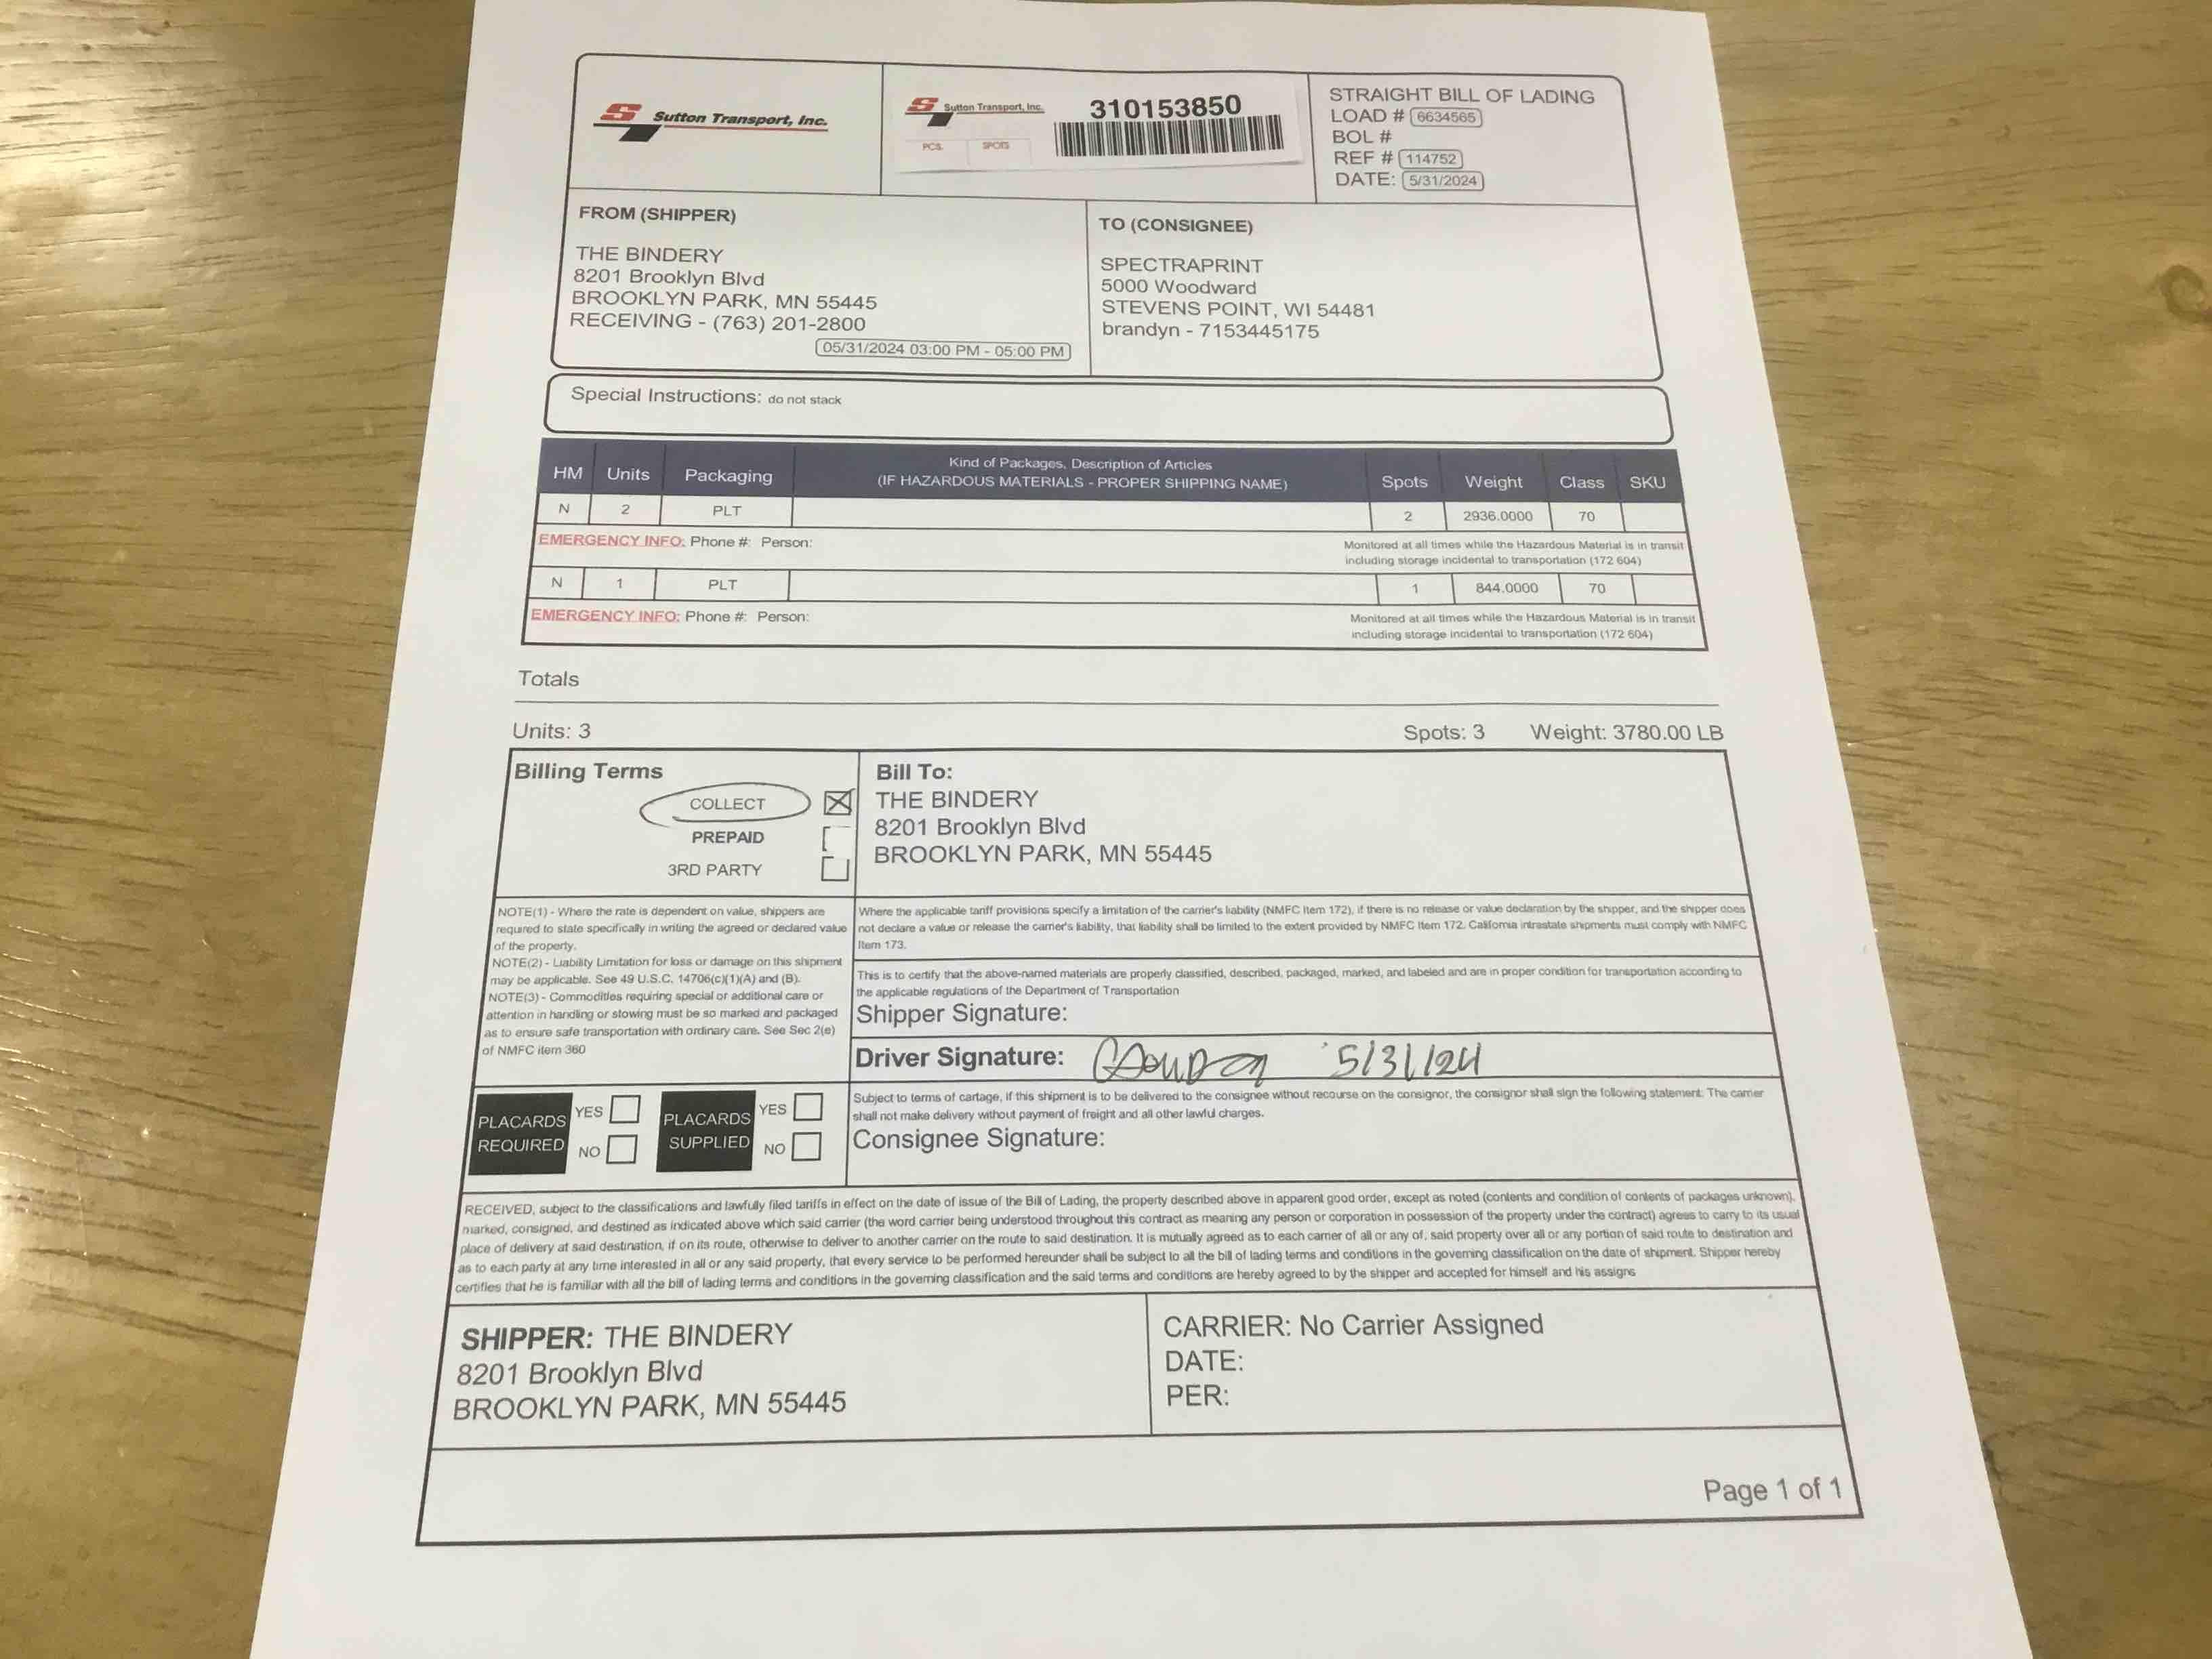 Sutton Transport, Inc.
Sutton Transport, Inc.
310153850
PCS. SPOTS
STRAIGHT BILL OF LADING
LOAD # 6634565
BOL #
REF # 114752
DATE: 5/31/2024
FROM (SHIPPER)
THE BINDERY
8201 Brooklyn Blvd
BROOKLYN PARK, MN 55445
RECEIVING - (763) 201-2800
05/31/2024 03:00 PM - 05:00 PM
TO (CONSIGNEE)
SPECTRAPRINT
5000 Woodward
STEVENS POINT, WI 54481
brandyn - 7153445175
Special Instructions: do not stack
HM Units Packaging Kind of Packages, Description of Articles (IF HAZARDOUS MATERIALS - PROPER SHIPPING NAME) Spots Weight Class SKU
N 2 PLT 2 2936.0000 70
EMERGENCY INFO: Phone #: Person: Monitored at all times while the Hazardous Material is in transit
including storage incidental to transportation (172 604)
N 1 PLT 1 844.0000 70
EMERGENCY INFO: Phone #: Person: Monitored at all times while the Hazardous Material is in transit
including storage incidental to transportation (172 604)
Totals
Units: 3 Spots: 3 Weight: 3780.00 LB
Billing Terms
COLLECT
PREPAID
3RD PARTY
Bill To:
THE BINDERY
8201 Brooklyn Blvd
BROOKLYN PARK, MN 55445
NOTE(1) - Where the rate is dependent on value, shippers are
required to state specifically in writing the agreed or declared value
of the property.
NOTE(2) - Liability Limitation for loss or damage on this shipment
may be applicable. See 49 U.S.C. 14706(c)(1)(A) and (B).
NOTE(3) - Commodities requiring special or additional care or
attention in handling or stowing must be so marked and packaged
as to ensure safe transportation with ordinary care. See Sec 2(e)
of NMFC item 360
Where the applicable tariff provisions specify a limitation of the carrier's liability (NMFC Item 172), if there is no release or value declaration by the shipper, and the shipper does
not declare a value or release the carrier's liability, that liability shall be limited to the extent provided by NMFC Item 172. California intrastate shipments must comply with NMFC
Item 173.
This is to certify that the above-named materials are properly classified, described, packaged, marked, and labeled and are in proper condition for transportation according to
the applicable regulations of the Department of Transportation
Shipper Signature:
Driver Signature: 5/31/24
PLACARDS REQUIRED YES NO
PLACARDS SUPPLIED YES NO
Subject to terms of cartage, if this shipment is to be delivered to the consignee without recourse on the consignor, the consignor shall sign the following statement: The carrier
shall not make delivery without payment of freight and all other lawful charges.
Consignee Signature:
RECEIVED, subject to the classifications and lawfully filed tariffs in effect on the date of issue of the Bill of Lading, the property described above in apparent good order, except as noted (contents and condition of contents of packages unknown),
marked, consigned, and destined as indicated above which said carrier (the word carrier being understood throughout this contract as meaning any person or corporation in possession of the property under the contract) agrees to carry to its usual
place of delivery at said destination, if on its route, otherwise to deliver to another carrier on the route to said destination. It is mutually agreed as to each carrier of all or any of, said property over all or any portion of said route to destination and
as to each party at any time interested in all or any said property, that every service to be performed hereunder shall be subject to all the bill of lading terms and conditions in the governing classification on the date of shipment. Shipper hereby
certifies that he is familiar with all the bill of lading terms and conditions in the governing classification and the said terms and conditions are hereby agreed to by the shipper and accepted for himself and his assigns
SHIPPER: THE BINDERY
8201 Brooklyn Blvd
BROOKLYN PARK, MN 55445
CARRIER: No Carrier Assigned
DATE:
PER:
Page 1 of 1